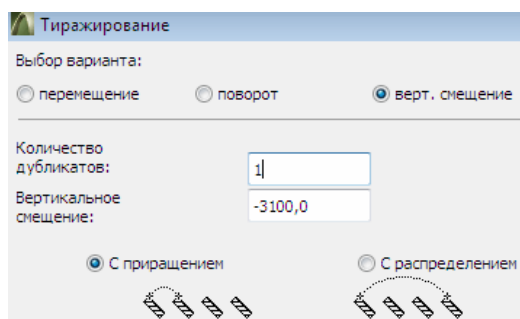 Тиражирование
Выбор варианта:
перемещение поворот верт. смещение
Количество
дубликатов: 1
Вертикальное
смещение: -3100,0
С приращением С распределением